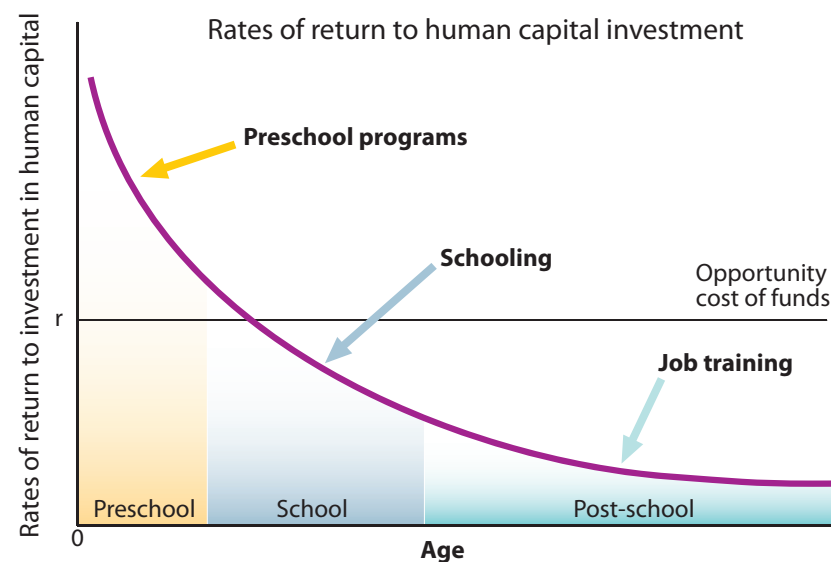 Rates of return to human capital investment
Rates of return to investment in human capital
Preschool programs
Schooling
Opportunity
cost of funds
r
Job training
Preschool
School
Post-school
0
Age